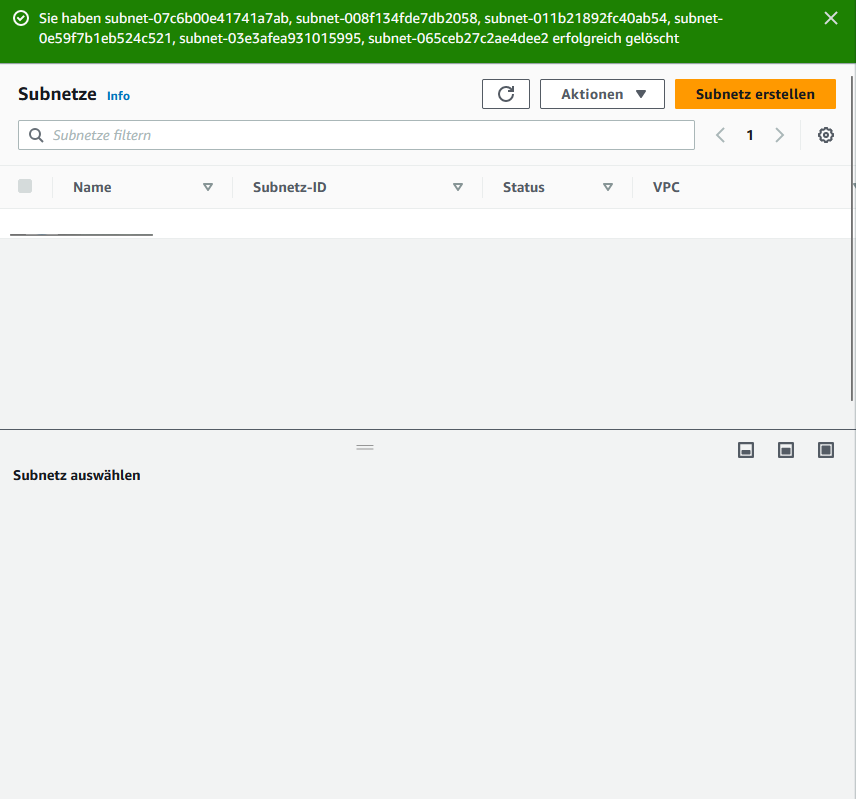 Sie haben subnet-07c6b00e41741a7ab, subnet-008f134fde7db2058, subnet-011b21892fc40ab54, subnet-
0e59f7b1eb524c521, subnet-03e3afea931015995, subnet-065ceb27c2ae4dee2 erfolgreich gelöscht
Subnetze Info Aktionen Subnetz erstellen
Subnetze filtern 1
Name Subnetz-ID Status VPC
Subnetz auswählen